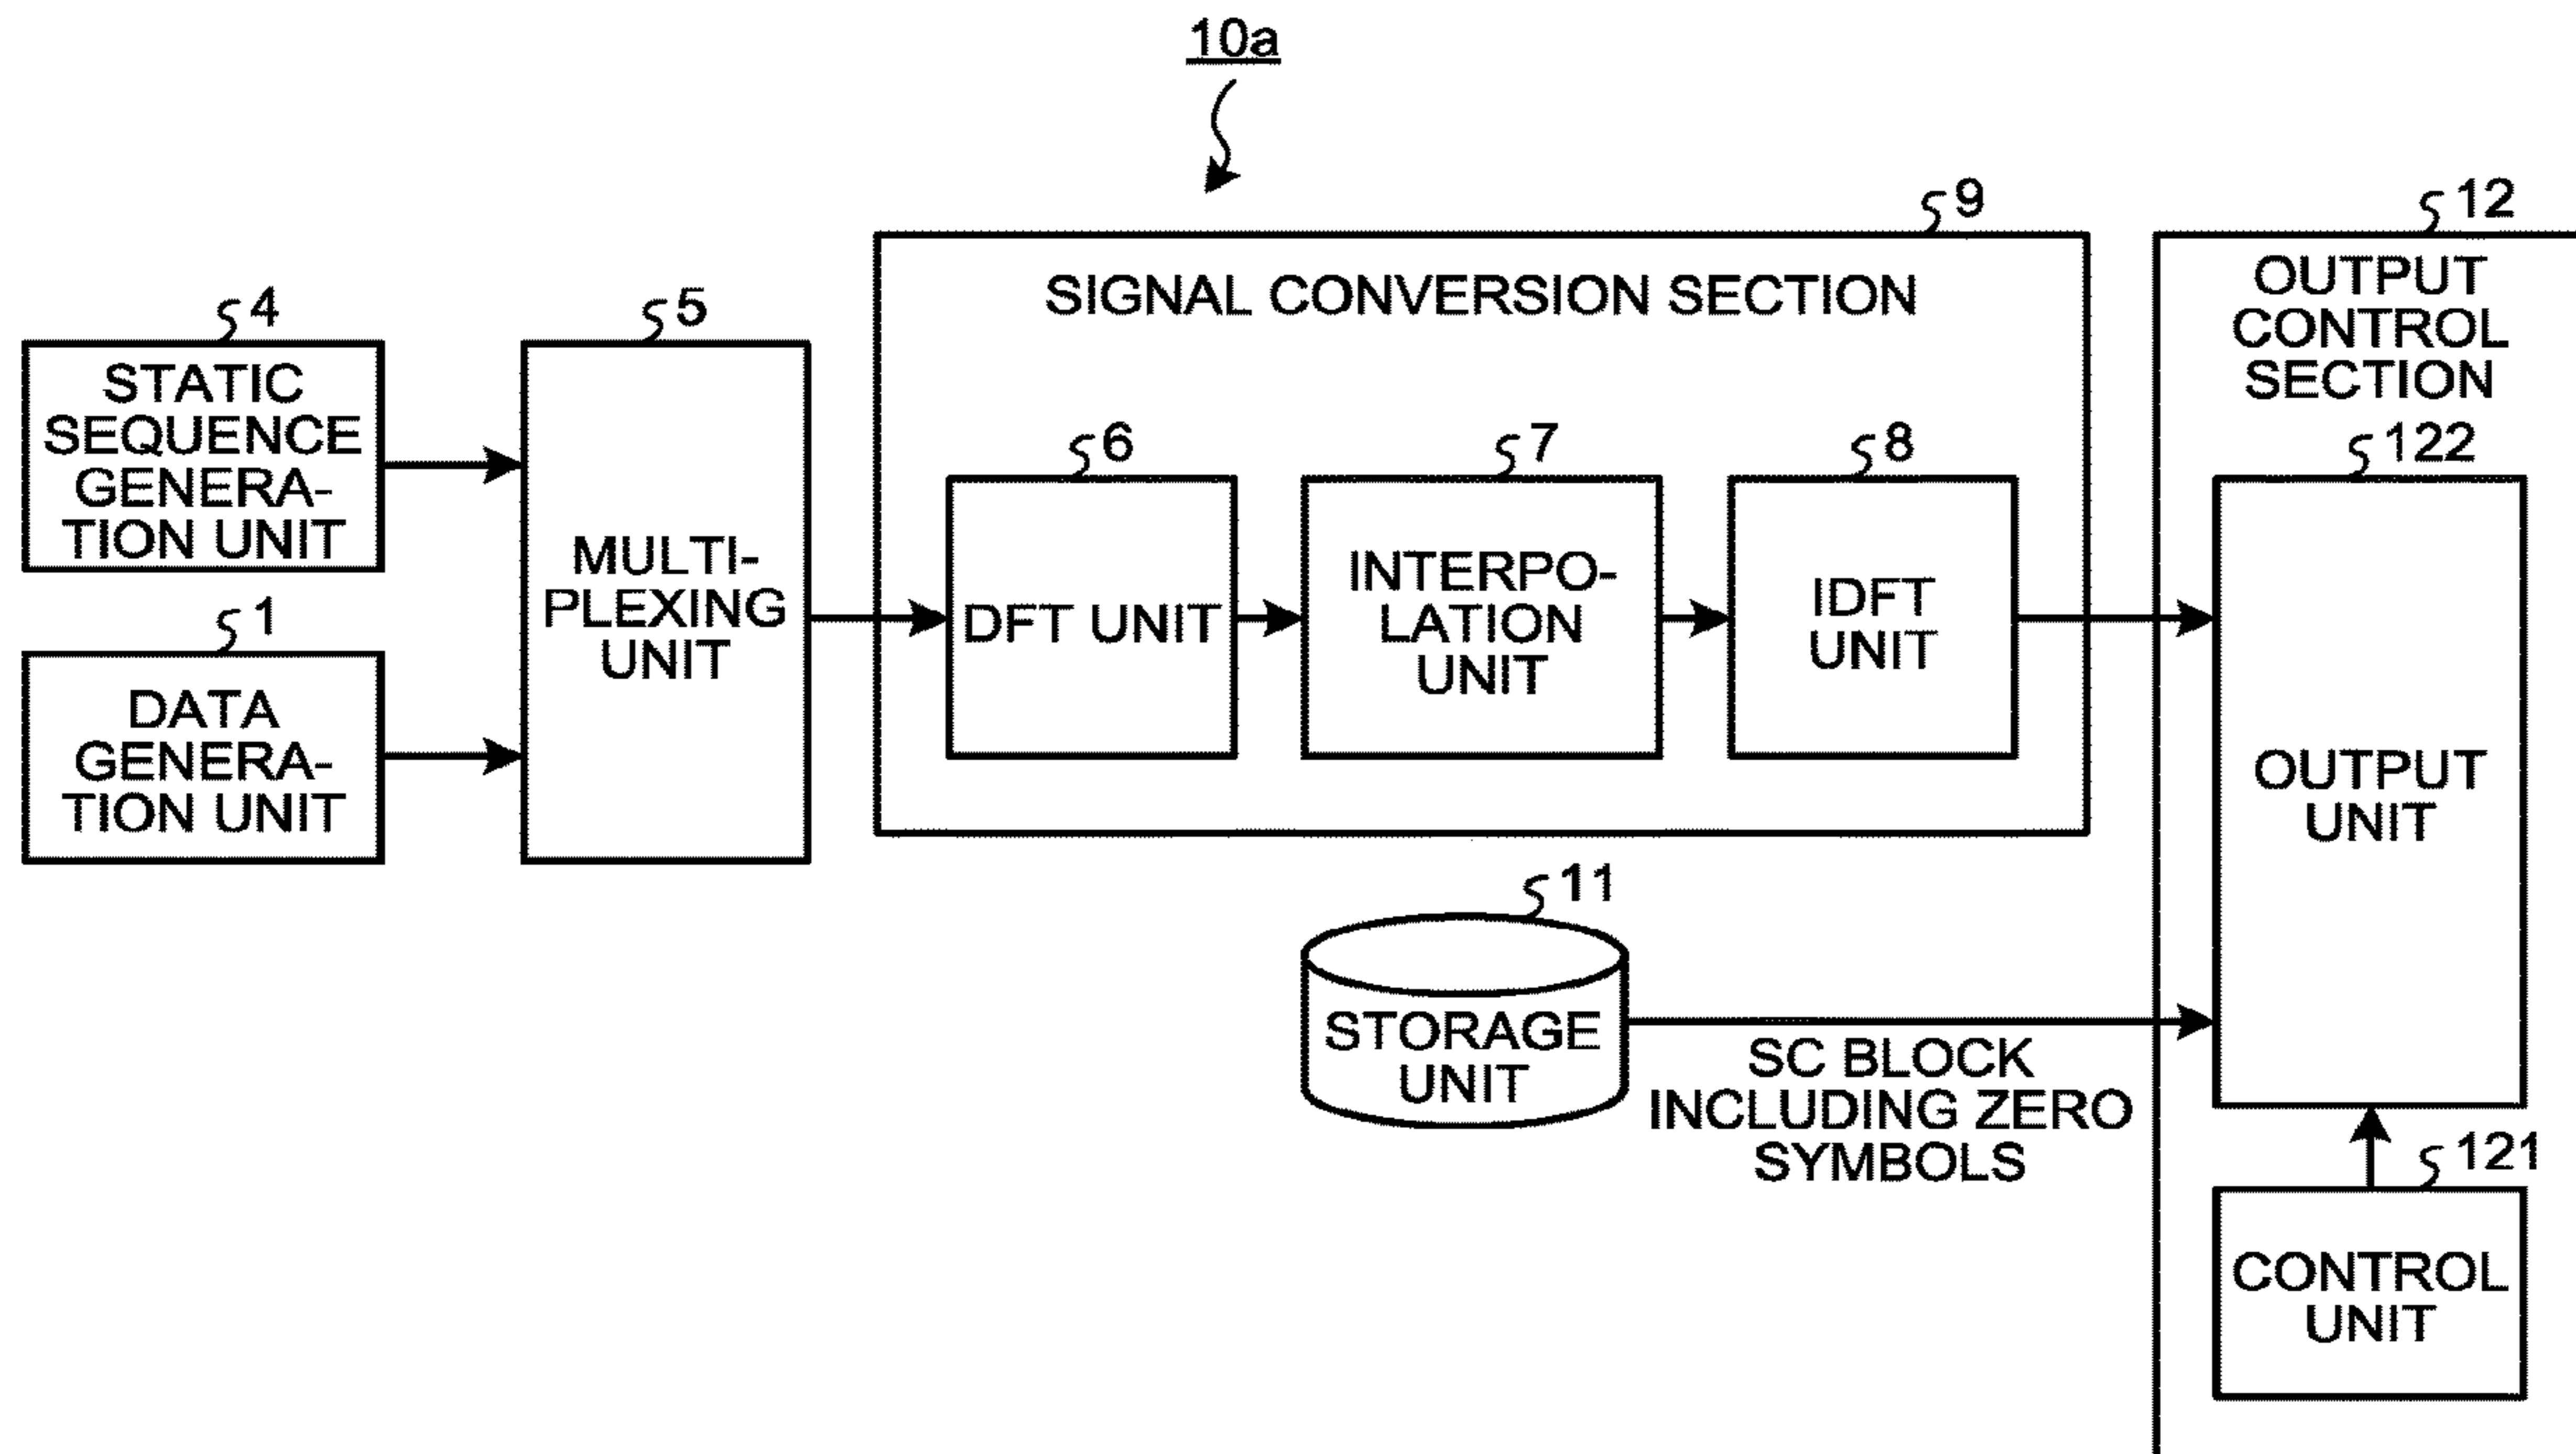 10a
9
12
SIGNAL CONVERSION SECTION
OUTPUT
CONTROL
SECTION
4
STATIC
SEQUENCE
GENERA-
TION UNIT
5
MULTI-
PLEXING
UNIT
1
DATA
GENERA-
TION UNIT
6
DFT UNIT
7
INTERPO-
LATION
UNIT
8
IDFT
UNIT
122
OUTPUT
UNIT
11
STORAGE
UNIT
SC BLOCK
INCLUDING ZERO
SYMBOLS
121
CONTROL
UNIT